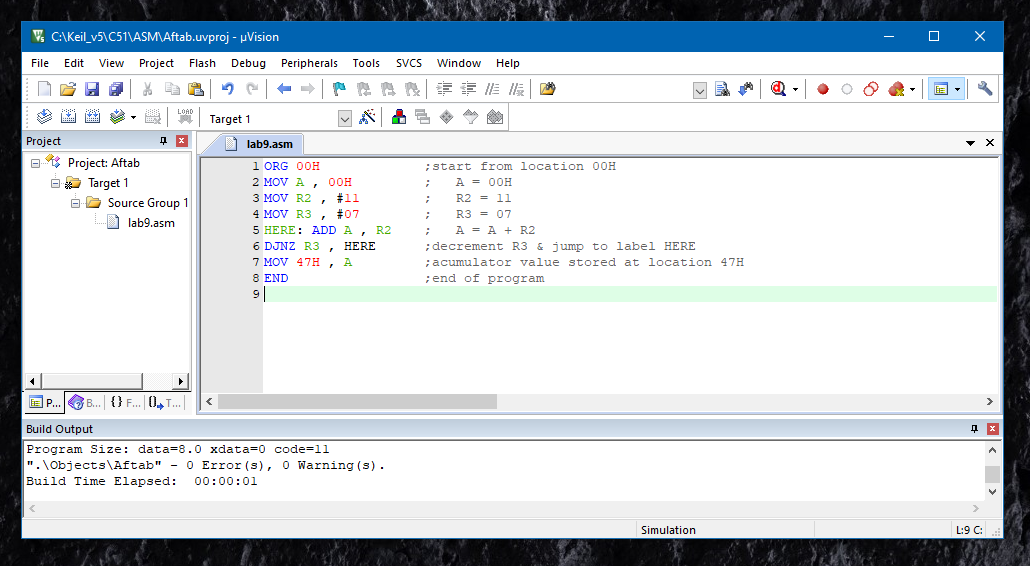 C:\Keil_v5\C51\ASM\Aftab.uvproj - µVision
File Edit View Project Flash Debug Peripherals Tools SVCS Window Help
LOAD
Target 1
Project
lab9.asm
Project: Aftab
Target 1
Source Group 1
lab9.asm
1 ORG 00H ;start from location 00H
2 MOV A , 00H ; A = 00H
3 MOV R2 , #11 ; R2 = 11
4 MOV R3 , #07 ; R3 = 07
5 HERE: ADD A , R2 ; A = A + R2
6 DJNZ R3 , HERE ;decrement R3 & jump to label HERE
7 MOV 47H , A ;acumulator value stored at location 47H
8 END ;end of program
9
P... B... {} F... T...
Build Output
Program Size: data=8.0 xdata=0 code=11
".\Objects\Aftab" - 0 Error(s), 0 Warning(s).
Build Time Elapsed: 00:00:01
Simulation L:9 C: